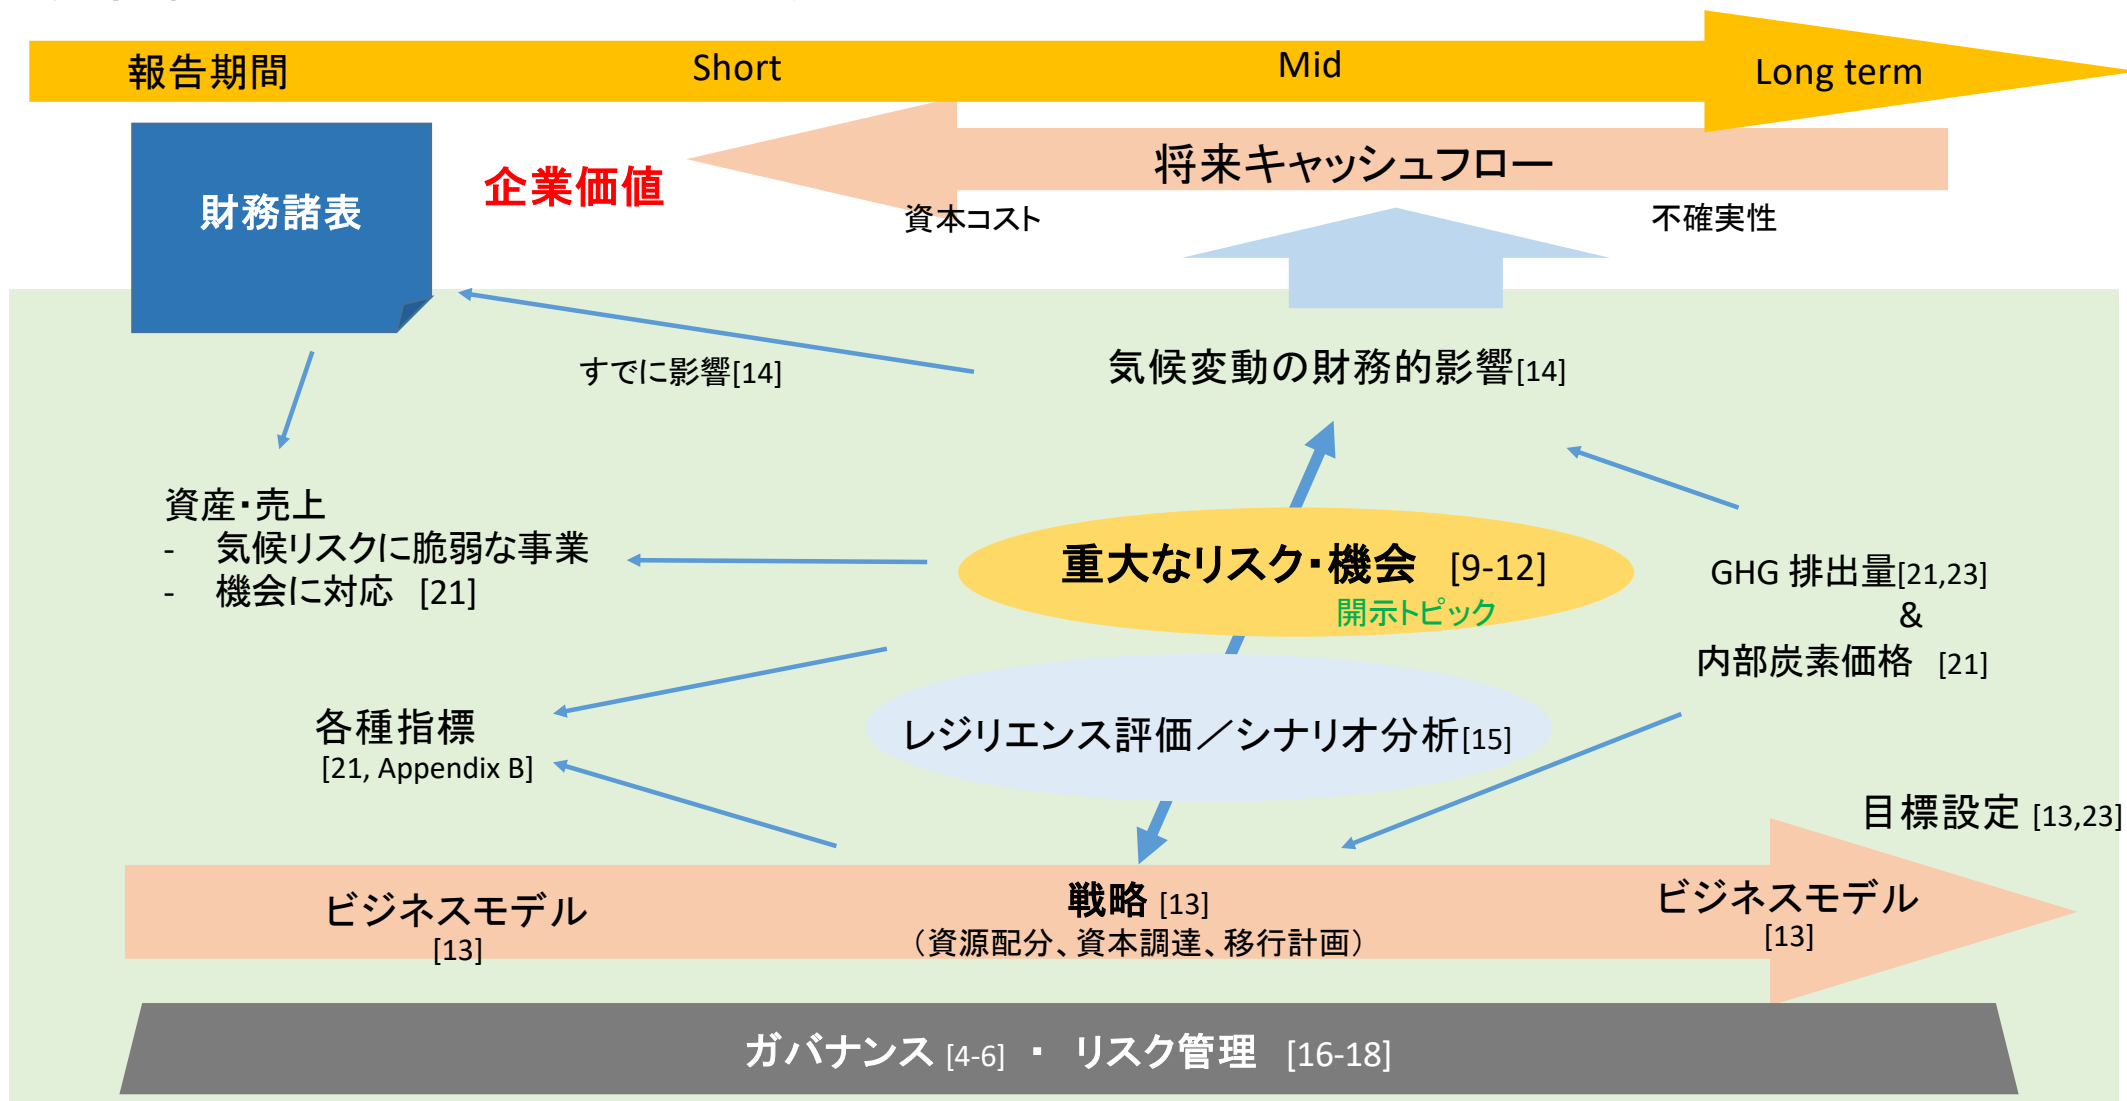 報告期間
Short
Mid
Long term
将来キャッシュフロー
企業価値
財務諸表
資本コスト
不確実性
すでに影響[14]
気候変動の財務的影響[14]
資産・売上
- 気候リスクに脆弱な事業
- 機会に対応 [21]
重大なリスク・機会 [9-12]
開示トピック
GHG 排出量[21,23]
&
内部炭素価格 [21]
各種指標
[21, Appendix B]
レジリエンス評価／シナリオ分析[15]
目標設定 [13,23]
ビジネスモデル
[13]
戦略 [13]
（資源配分、資本調達、移行計画）
ビジネスモデル
[13]
ガバナンス [4-6] ・ リスク管理 [16-18]